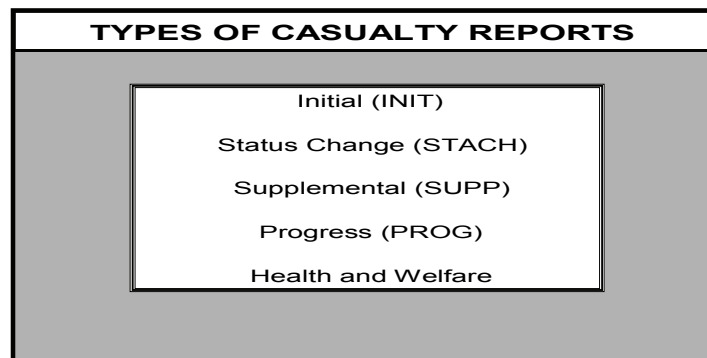 TYPES OF CASUALTY REPORTS
Initial (INIT)
Status Change (STACH)
Supplemental (SUPP)
Progress (PROG)
Health and Welfare